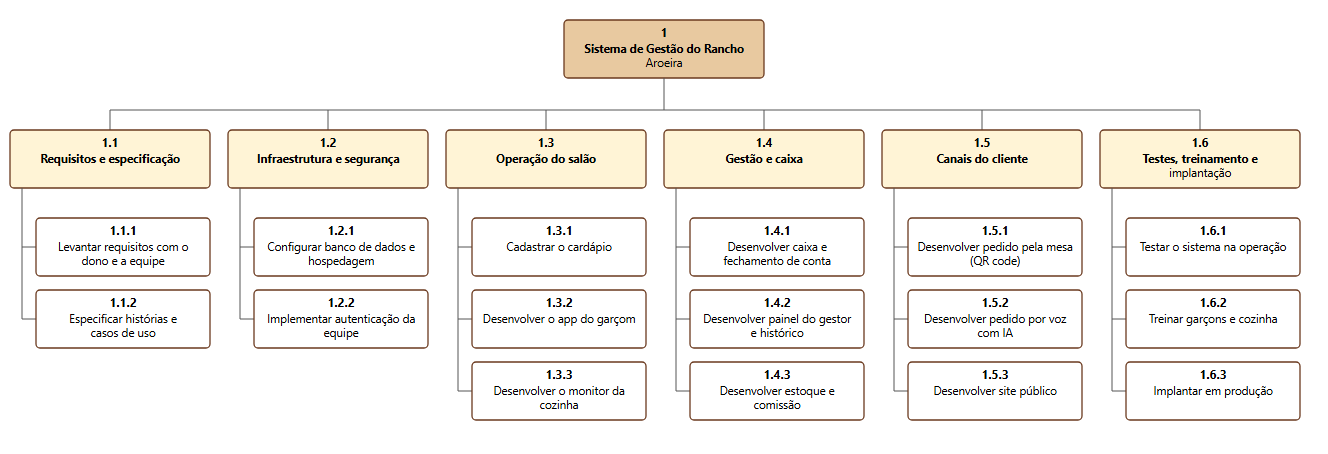 1
Sistema de Gestão do Rancho
Aroeira
1.1
Requisitos e especificação
1.2
Infraestrutura e segurança
1.3
Operação do salão
1.4
Gestão e caixa
1.5
Canais do cliente
1.6
Testes, treinamento e
implantação
1.1.1
Levantar requisitos com o
dono e a equipe
1.1.2
Especificar histórias e
casos de uso
1.2.1
Configurar banco de dados e
hospedagem
1.2.2
Implementar autenticação da
equipe
1.3.1
Cadastrar o cardápio
1.3.2
Desenvolver o app do garçom
1.3.3
Desenvolver o monitor da
cozinha
1.4.1
Desenvolver caixa e
fechamento de conta
1.4.2
Desenvolver painel do gestor
e histórico
1.4.3
Desenvolver estoque e
comissão
1.5.1
Desenvolver pedido pela mesa
(QR code)
1.5.2
Desenvolver pedido por voz
com IA
1.5.3
Desenvolver site público
1.6.1
Testar o sistema na operação
1.6.2
Treinar garçons e cozinha
1.6.3
Implantar em produção